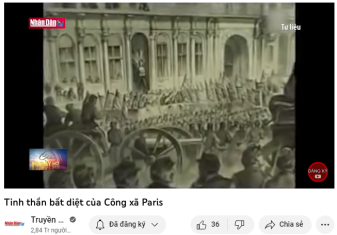 Nhân Dân
Tư liệu
ĐĂNG KÝ
Tinh thần bất diệt của Công xã Paris
Truyền ...
2,84 Tr người...
Đã đăng ký
36
Chia sẻ